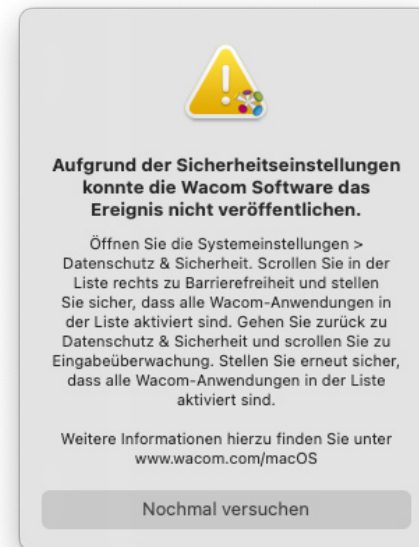 Aufgrund der Sicherheitseinstellungen
konnte die Wacom Software das
Ereignis nicht veröffentlichen.
Öffnen Sie die Systemeinstellungen >
Datenschutz & Sicherheit. Scrollen Sie in der
Liste rechts zu Barrierefreiheit und stellen
Sie sicher, dass alle Wacom-Anwendungen in
der Liste aktiviert sind. Gehen Sie zurück zu
Datenschutz & Sicherheit und scrollen Sie zu
Eingabeüberwachung. Stellen Sie erneut sicher,
dass alle Wacom-Anwendungen in der Liste
aktiviert sind.
Weitere Informationen hierzu finden Sie unter
www.wacom.com/macOS
Nochmal versuchen